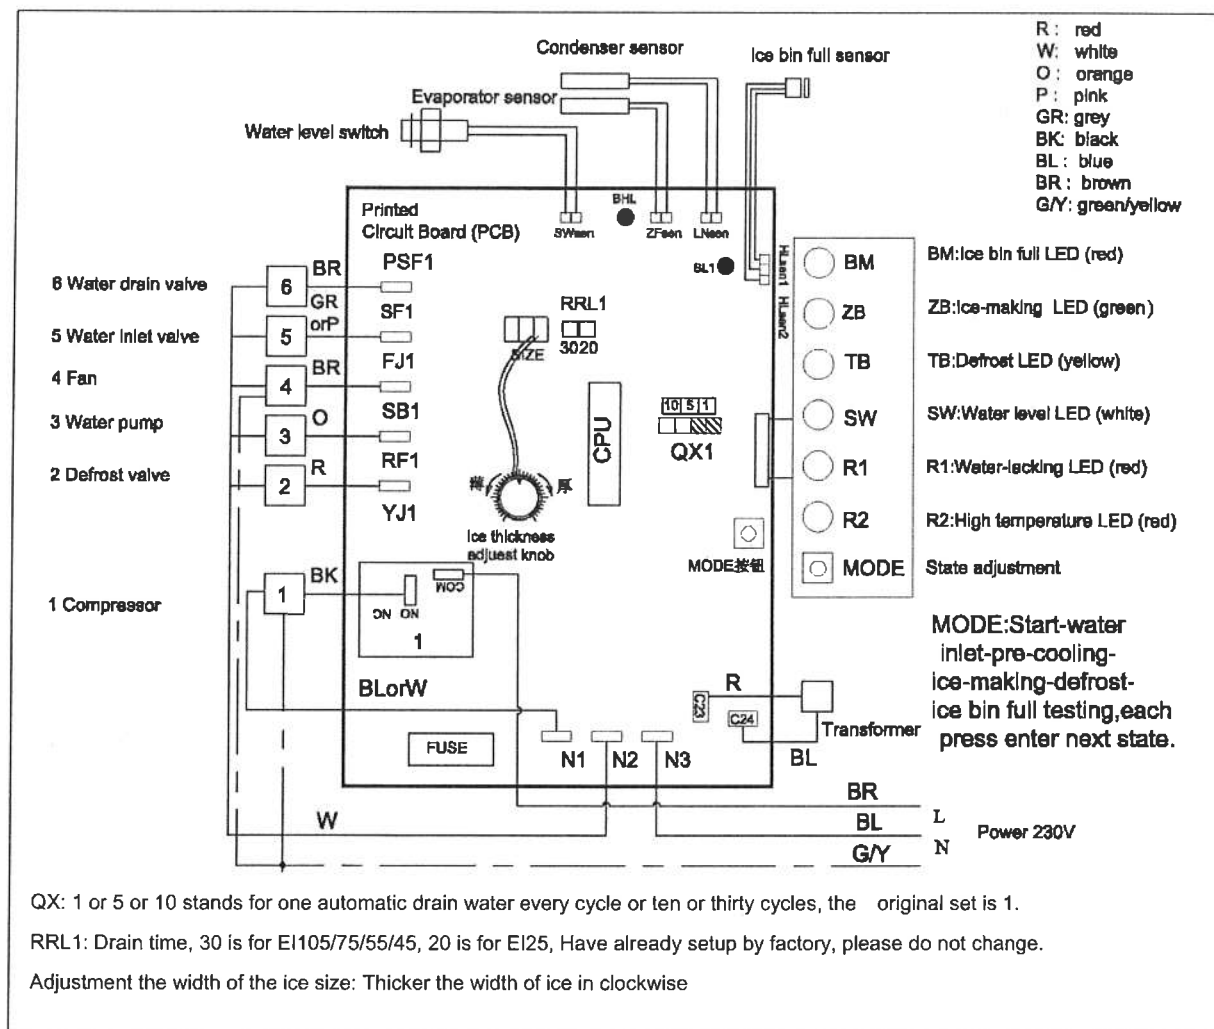 Condenser sensor
Ice bin full sensor
Evaporator sensor
Water level switch
R : red
W: white
O : orange
P : pink
GR: grey
BK: black
BL : blue
BR : brown
G/Y: green/yellow
Printed
Circuit Board (PCB)
BHL
SWsen
ZFsen
LNsen
BL1
HLsen1
HLsen2
6 Water drain valve
5 Water inlet valve
4 Fan
3 Water pump
2 Defrost valve
1 Compressor
6
BR
PSF1
5
GR
orP
SF1
4
BR
FJ1
3
O
SB1
2
R
RF1
YJ1
1
BK
RRL1
3020
SIZE
CPU
10 5 1
QX1
薄
厚
Ice thickness
adjuest knob
MODE按钮
COM
NC
NO
1
BLorW
FUSE
N1
N2
N3
C23
C24
R
BL
Transformer
BM
ZB
TB
SW
R1
R2
MODE
BM:Ice bin full LED (red)
ZB:Ice-making LED (green)
TB:Defrost LED (yellow)
SW:Water level LED (white)
R1:Water-lacking LED (red)
R2:High temperature LED (red)
State adjustment
MODE:Start-water
inlet-pre-cooling-
ice-making-defrost-
ice bin full testing,each
press enter next state.
W
BR
BL
G/Y
L
N
Power 230V
QX: 1 or 5 or 10 stands for one automatic drain water every cycle or ten or thirty cycles, the original set is 1.
RRL1: Drain time, 30 is for EI105/75/55/45, 20 is for EI25, Have already setup by factory, please do not change.
Adjustment the width of the ice size: Thicker the width of ice in clockwise